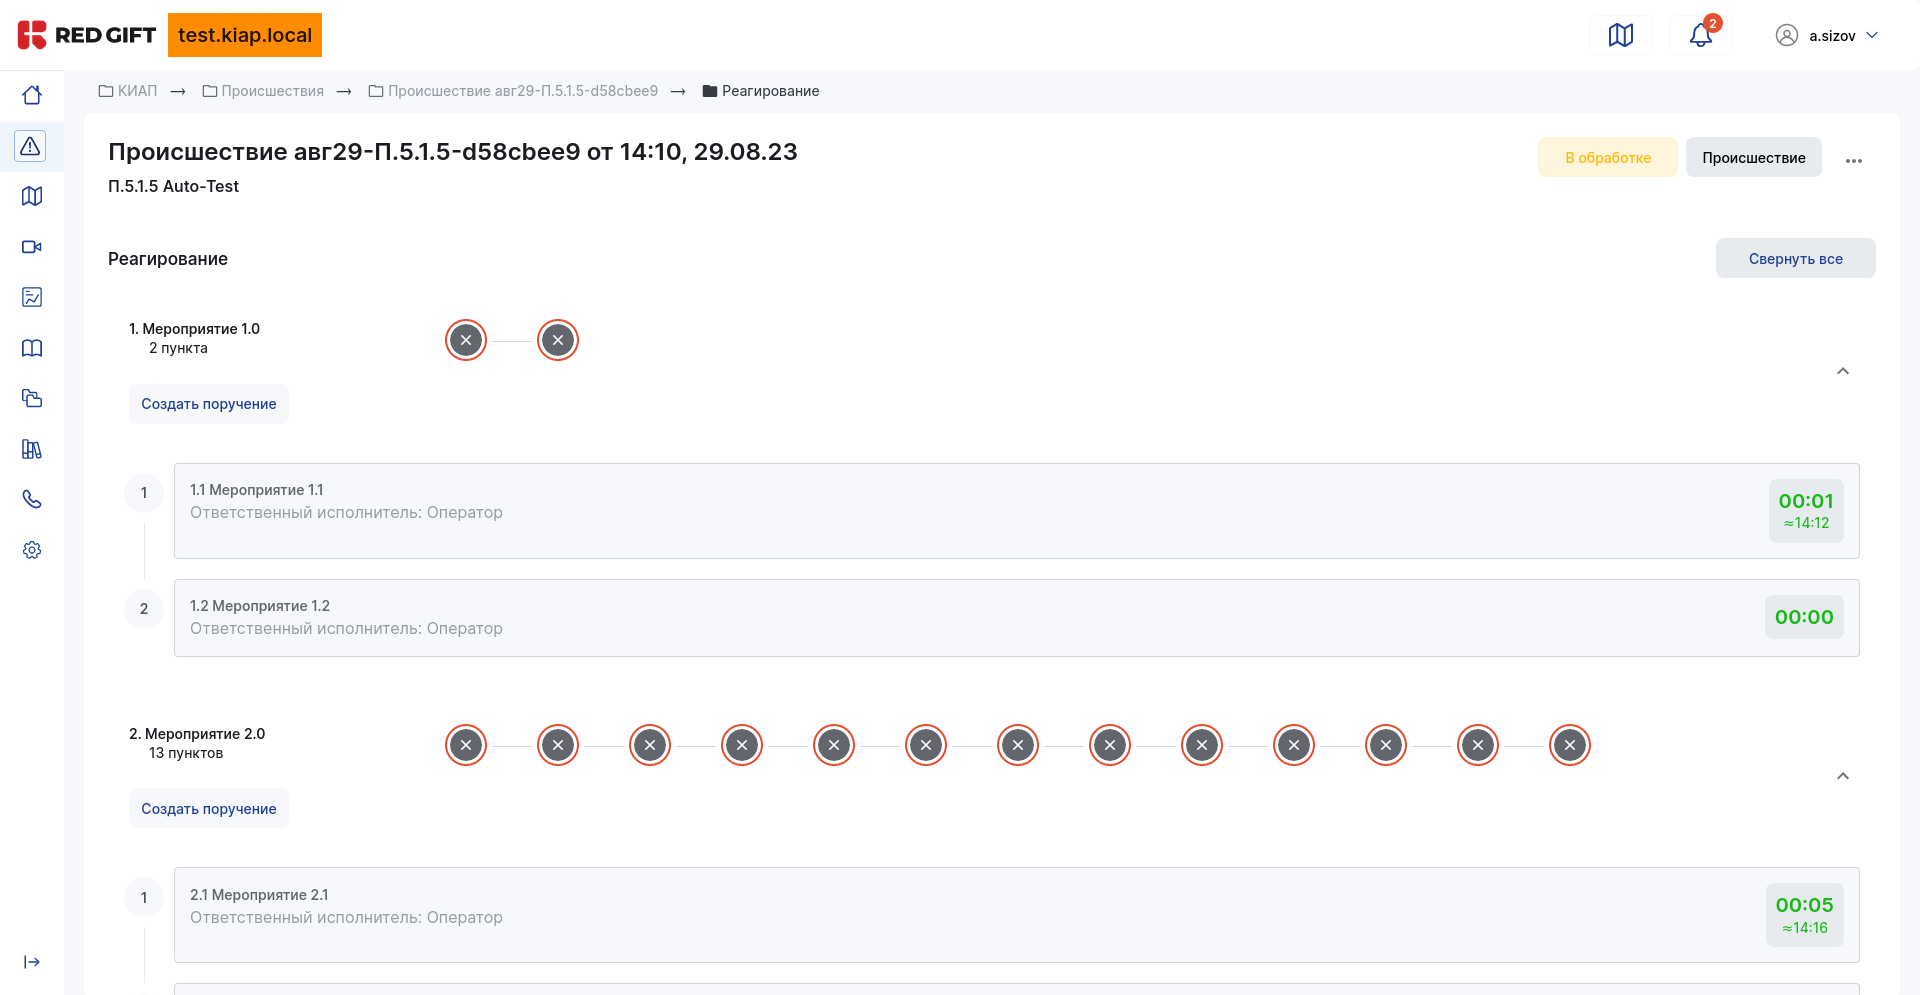 RED GIFT test.kiap.local
2
a.sizov
КИАП → Происшествия → Происшествие авг29-П.5.1.5-d58cbee9 → Реагирование
Происшествие авг29-П.5.1.5-d58cbee9 от 14:10, 29.08.23
П.5.1.5 Auto-Test
В обработке
Происшествие
Реагирование
Свернуть все
1. Мероприятие 1.0
2 пункта
Создать поручение
1
1.1 Мероприятие 1.1
Ответственный исполнитель: Оператор
00:01
≈14:12
2
1.2 Мероприятие 1.2
Ответственный исполнитель: Оператор
00:00
2. Мероприятие 2.0
13 пунктов
Создать поручение
1
2.1 Мероприятие 2.1
Ответственный исполнитель: Оператор
00:05
≈14:16